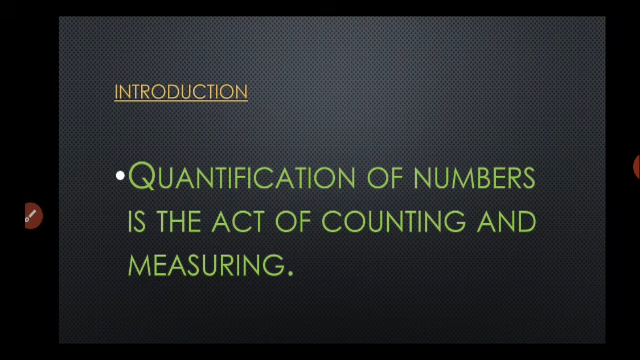 INTRODUCTION
•QUANTIFICATION OF NUMBERS
IS THE ACT OF COUNTING AND
MEASURING.